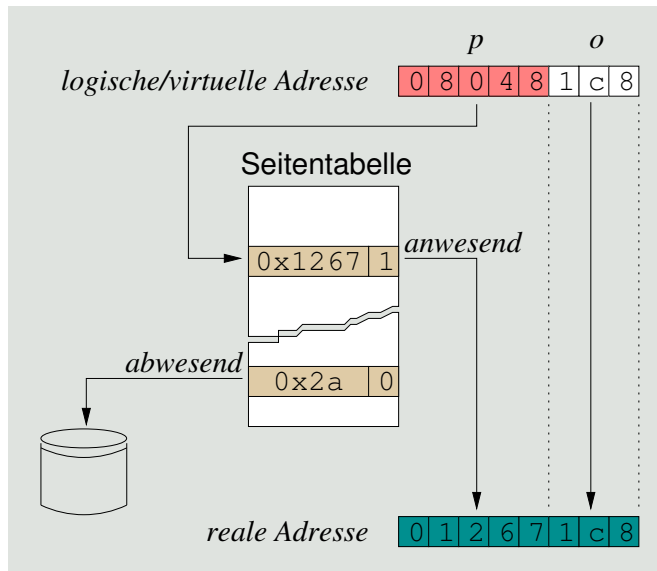 p o
logische/virtuelle Adresse 0 8 0 4 8 1 c 8
Seitentabelle
0x1267 1 anwesend
abwesend
0x2a 0
reale Adresse 0 1 2 6 7 1 c 8